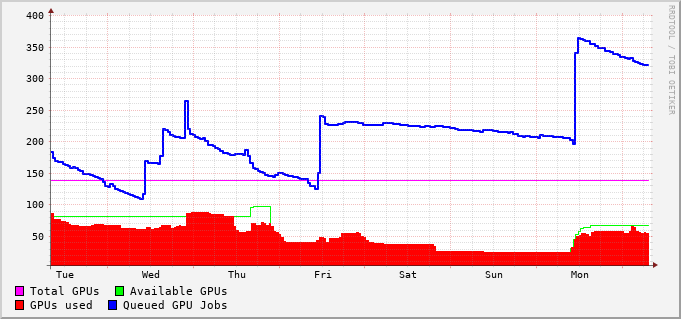 400
350
300
250
200
150
100
50
Tue Wed Thu Fri Sat Sun Mon
Total GPUs Available GPUs
GPUs used Queued GPU Jobs
RRDTOOL / TOBI OETIKER